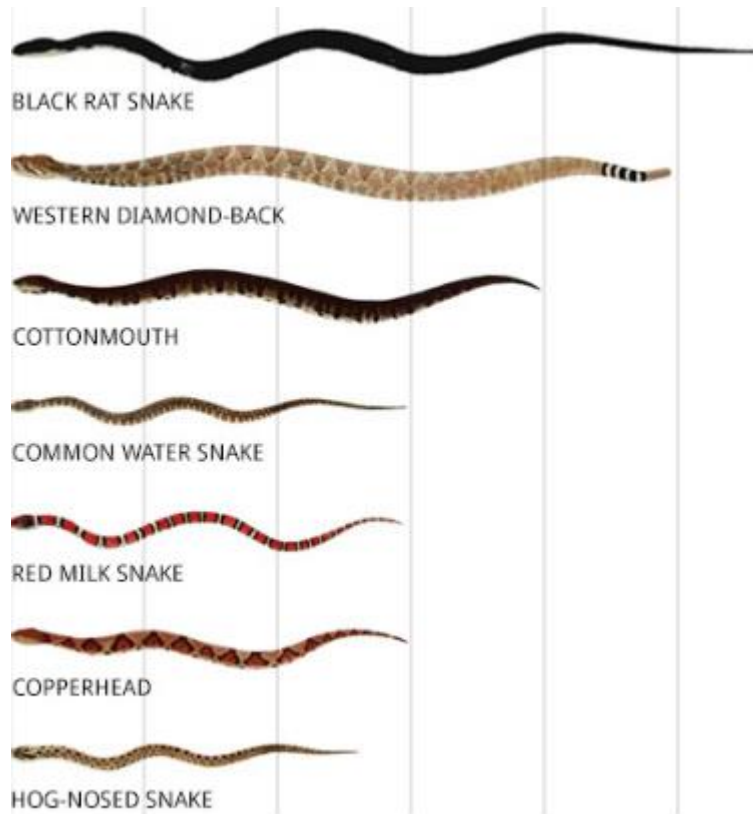 BLACK RAT SNAKE
WESTERN DIAMOND-BACK
COTTONMOUTH
COMMON WATER SNAKE
RED MILK SNAKE
COPPERHEAD
HOG-NOSED SNAKE